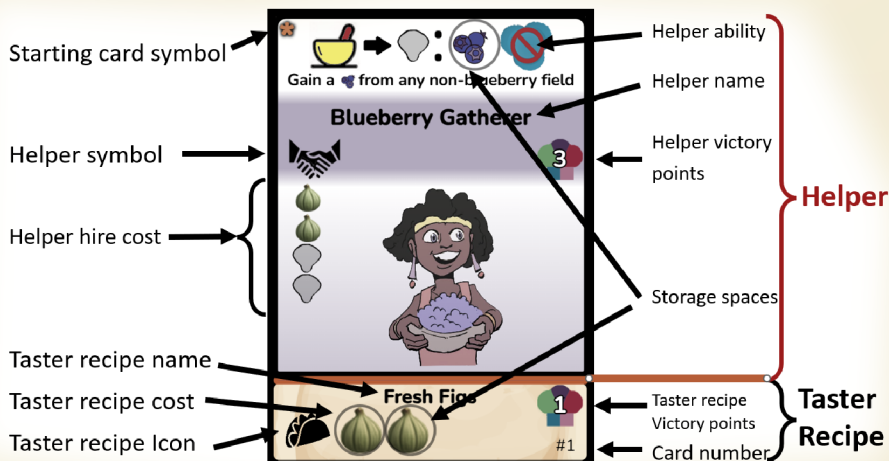 Starting card symbol
Helper symbol
Helper hire cost
Taster recipe name
Taster recipe cost
Taster recipe Icon
:
Gain a from any non-blueberry field
Blueberry Gatherer
3
Fresh Figs
1
#1
Helper ability
Helper name
Helper victory
points
Storage spaces
Taster recipe
Victory points
Card number
Helper
Taster
Recipe